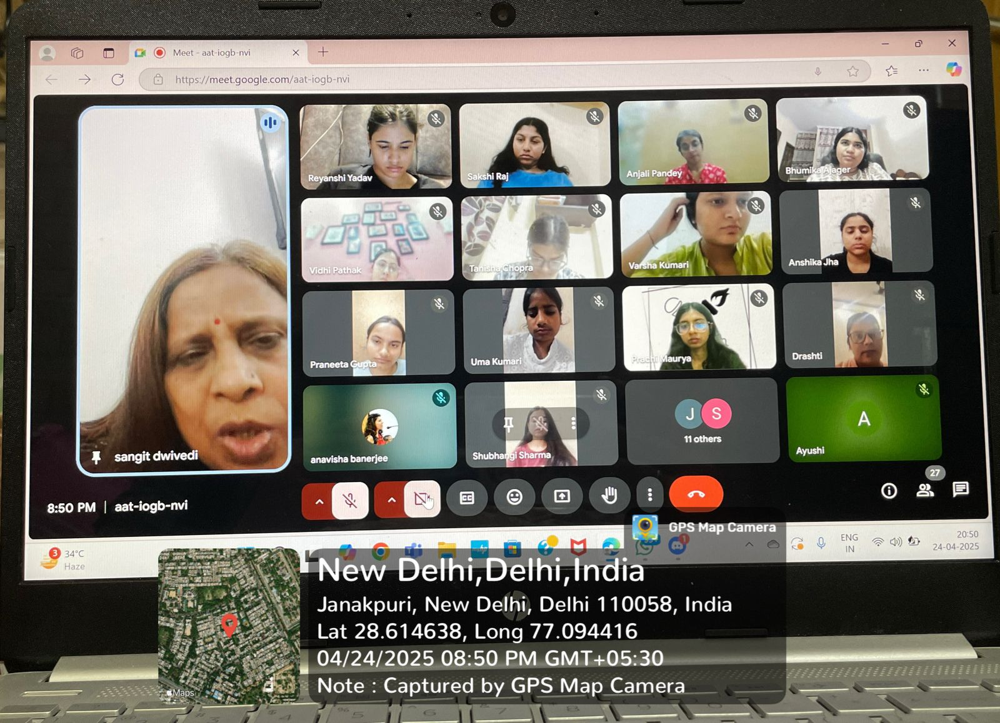 Meet - aat-iogb-nvi
https://meet.google.com/aat-iogb-nvi
sangit dwivedi
Reyanshi Yadav
Sakshi Raj
Anjali Pandey
Bhumika Ajager
Vidhi Pathak
Tanisha Chopra
Varsha Kumari
Anshika Jha
Praneeta Gupta
Uma Kumari
Prachi Maurya
Drashti
anavisha banerjee
Shubhangi Sharma
J S
11 others
A
Ayushi
27
8:50 PM | aat-iogb-nvi
CC
GPS Map Camera
3
34°C
Haze
1
ENG
IN
20:50
24-04-2025
New Delhi,Delhi,India
Janakpuri, New Delhi, Delhi 110058, India
Lat 28.614638, Long 77.094416
04/24/2025 08:50 PM GMT+05:30
Note : Captured by GPS Map Camera
Maps